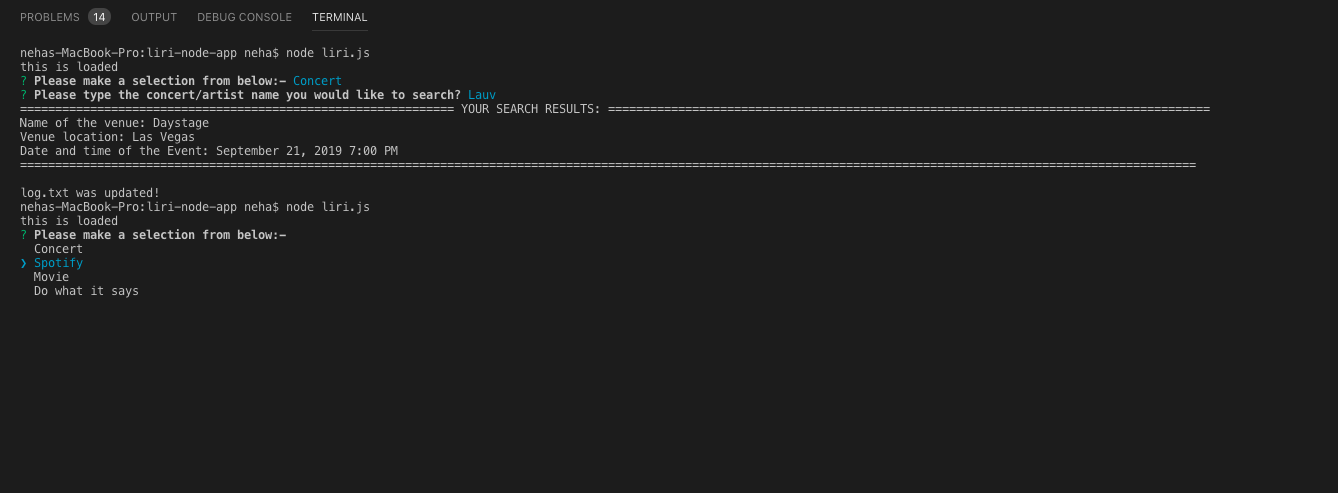 PROBLEMS 14 OUTPUT DEBUG CONSOLE TERMINAL
nehas-MacBook-Pro:liri-node-app neha$ node liri.js
this is loaded
? Please make a selection from below:- Concert
? Please type the concert/artist name you would like to search? Lauv
============================================================== YOUR SEARCH RESULTS: ======================================================================================
Name of the venue: Daystage
Venue location: Las Vegas
Date and time of the Event: September 21, 2019 7:00 PM
========================================================================================================================================================================
log.txt was updated!
nehas-MacBook-Pro:liri-node-app neha$ node liri.js
this is loaded
? Please make a selection from below:-
Concert
❯ Spotify
Movie
Do what it says